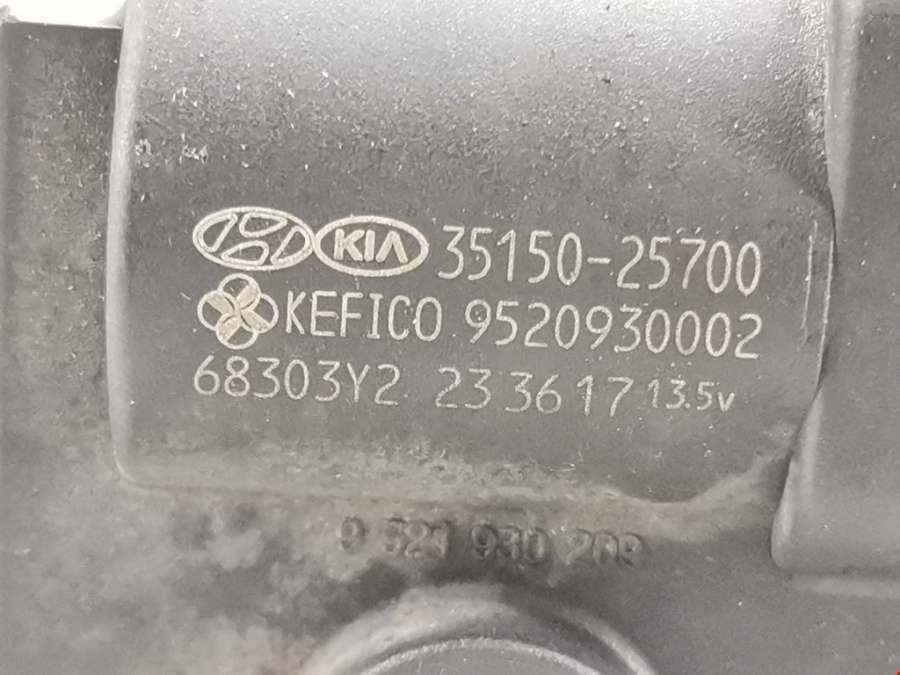 KIA 35150-25700
KEFICO 9520930002
68303Y2 23 36 17 13.5v